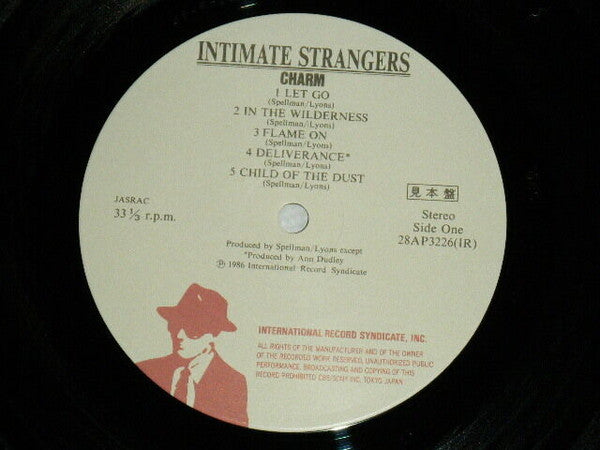 INTIMATE STRANGERS
CHARM
1 LET GO
(Spellman/Lyons)
2 IN THE WILDERNESS
(Spellman/Lyons)
3 FLAME ON
(Spellman/Lyons)
4 DELIVERANCE*
(Spellman/Lyons)
5 CHILD OF THE DUST
(Spellman/Lyons)
JASRAC
33 ⅓ r.p.m.
見本盤
Stereo
Side One
28AP3226(IR)
Produced by Spellman/Lyons except
*Produced by Ann Dudley
℗ 1986 International Record Syndicate
INTERNATIONAL RECORD SYNDICATE, INC.
ALL RIGHTS OF THE MANUFACTURER AND OF THE OWNER
OF THE RECORDED WORK RESERVED, UNAUTHORIZED PUBLIC
PERFORMANCE, BROADCASTING AND COPYING OF THIS
RECORD PROHIBITED CBS/SONY INC. TOKYO JAPAN